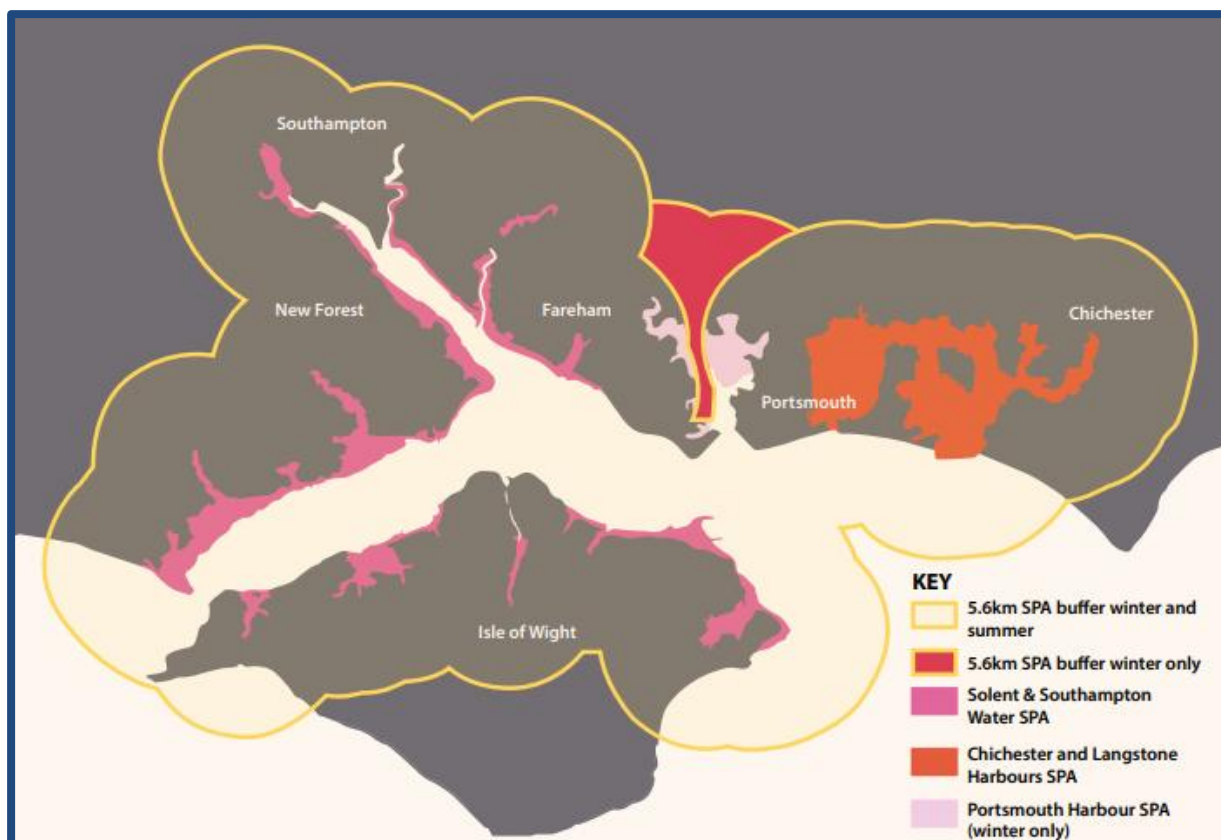 Southampton
New Forest
Fareham
Chichester
Portsmouth
Isle of Wight
KEY
5.6km SPA buffer winter and
summer
5.6km SPA buffer winter only
Solent & Southampton
Water SPA
Chichester and Langstone
Harbours SPA
Portsmouth Harbour SPA
(winter only)